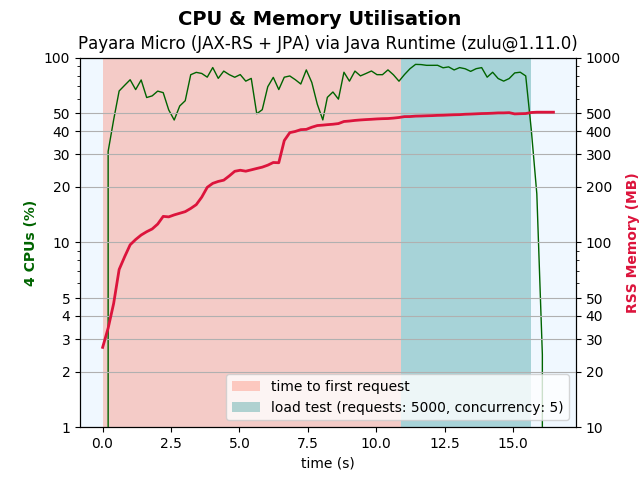 CPU & Memory Utilisation
Payara Micro (JAX-RS + JPA) via Java Runtime (zulu@1.11.0)
4 CPUs (%)
100
50
40
30
20
10
5
4
3
2
1
1000
500
400
300
200
100
50
40
30
20
10
RSS Memory (MB)
time to first request
load test (requests: 5000, concurrency: 5)
0.0 2.5 5.0 7.5 10.0 12.5 15.0
time (s)